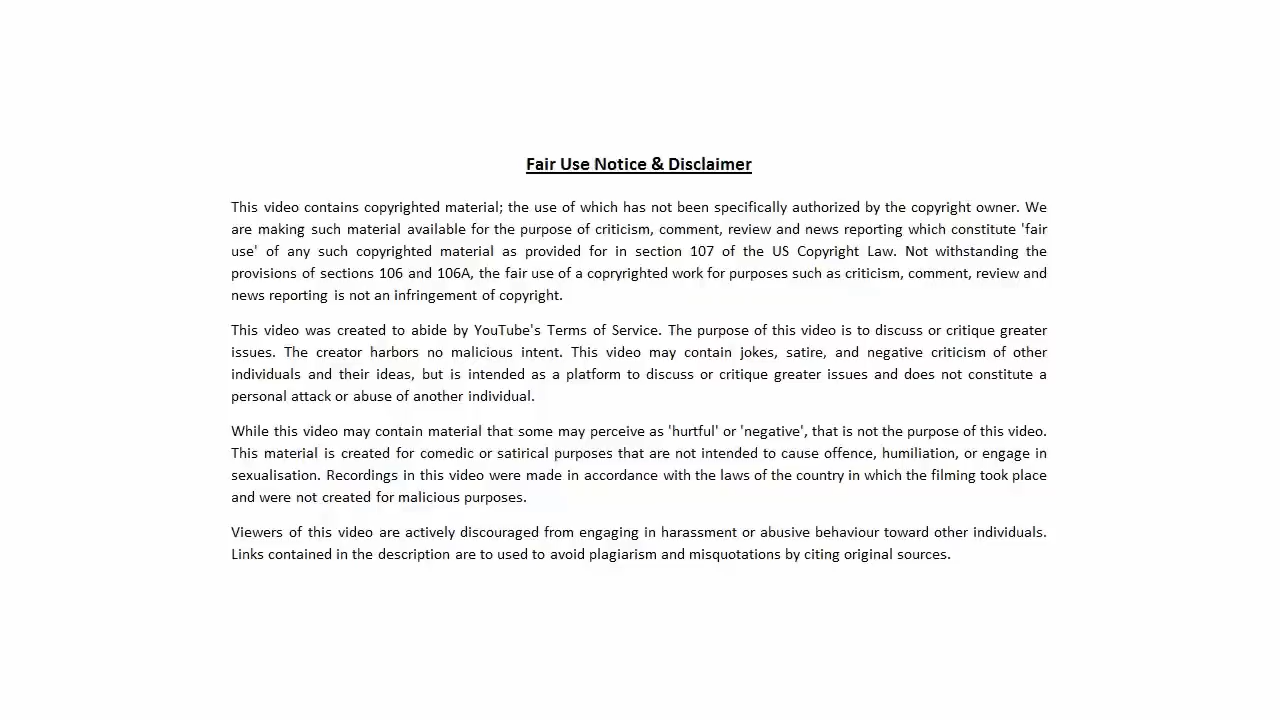 Fair Use Notice & Disclaimer
This video contains copyrighted material; the use of which has not been specifically authorized by the copyright owner. We
are making such material available for the purpose of criticism, comment, review and news reporting which constitute 'fair
use' of any such copyrighted material as provided for in section 107 of the US Copyright Law. Not withstanding the
provisions of sections 106 and 106A, the fair use of a copryrighted work for purposes such as criticism, comment, review and
news reporting is not an infringement of copyright.
This video was created to abide by YouTube's Terms of Service. The purpose of this video is to discuss or critique greater
issues. The creator harbors no malicious intent. This video may contain jokes, satire, and negative criticism of other
individuals and their ideas, but is intended as a platform to discuss or critique greater issues and does not constitute a
personal attack or abuse of another individual.
While this video may contain material that some may perceive as 'hurtful' or 'negative', that is not the purpose of this video.
This material is created for comedic or satirical purposes that are not intended to cause offence, humiliation, or engage in
sexualisation. Recordings in this video were made in accordance with the laws of the country in which the filming took place
and were not created for malicious purposes.
Viewers of this video are actively discouraged from engaging in harassment or abusive behaviour toward other individuals.
Links contained in the description are to used to avoid plagiarism and misquotations by citing original sources.